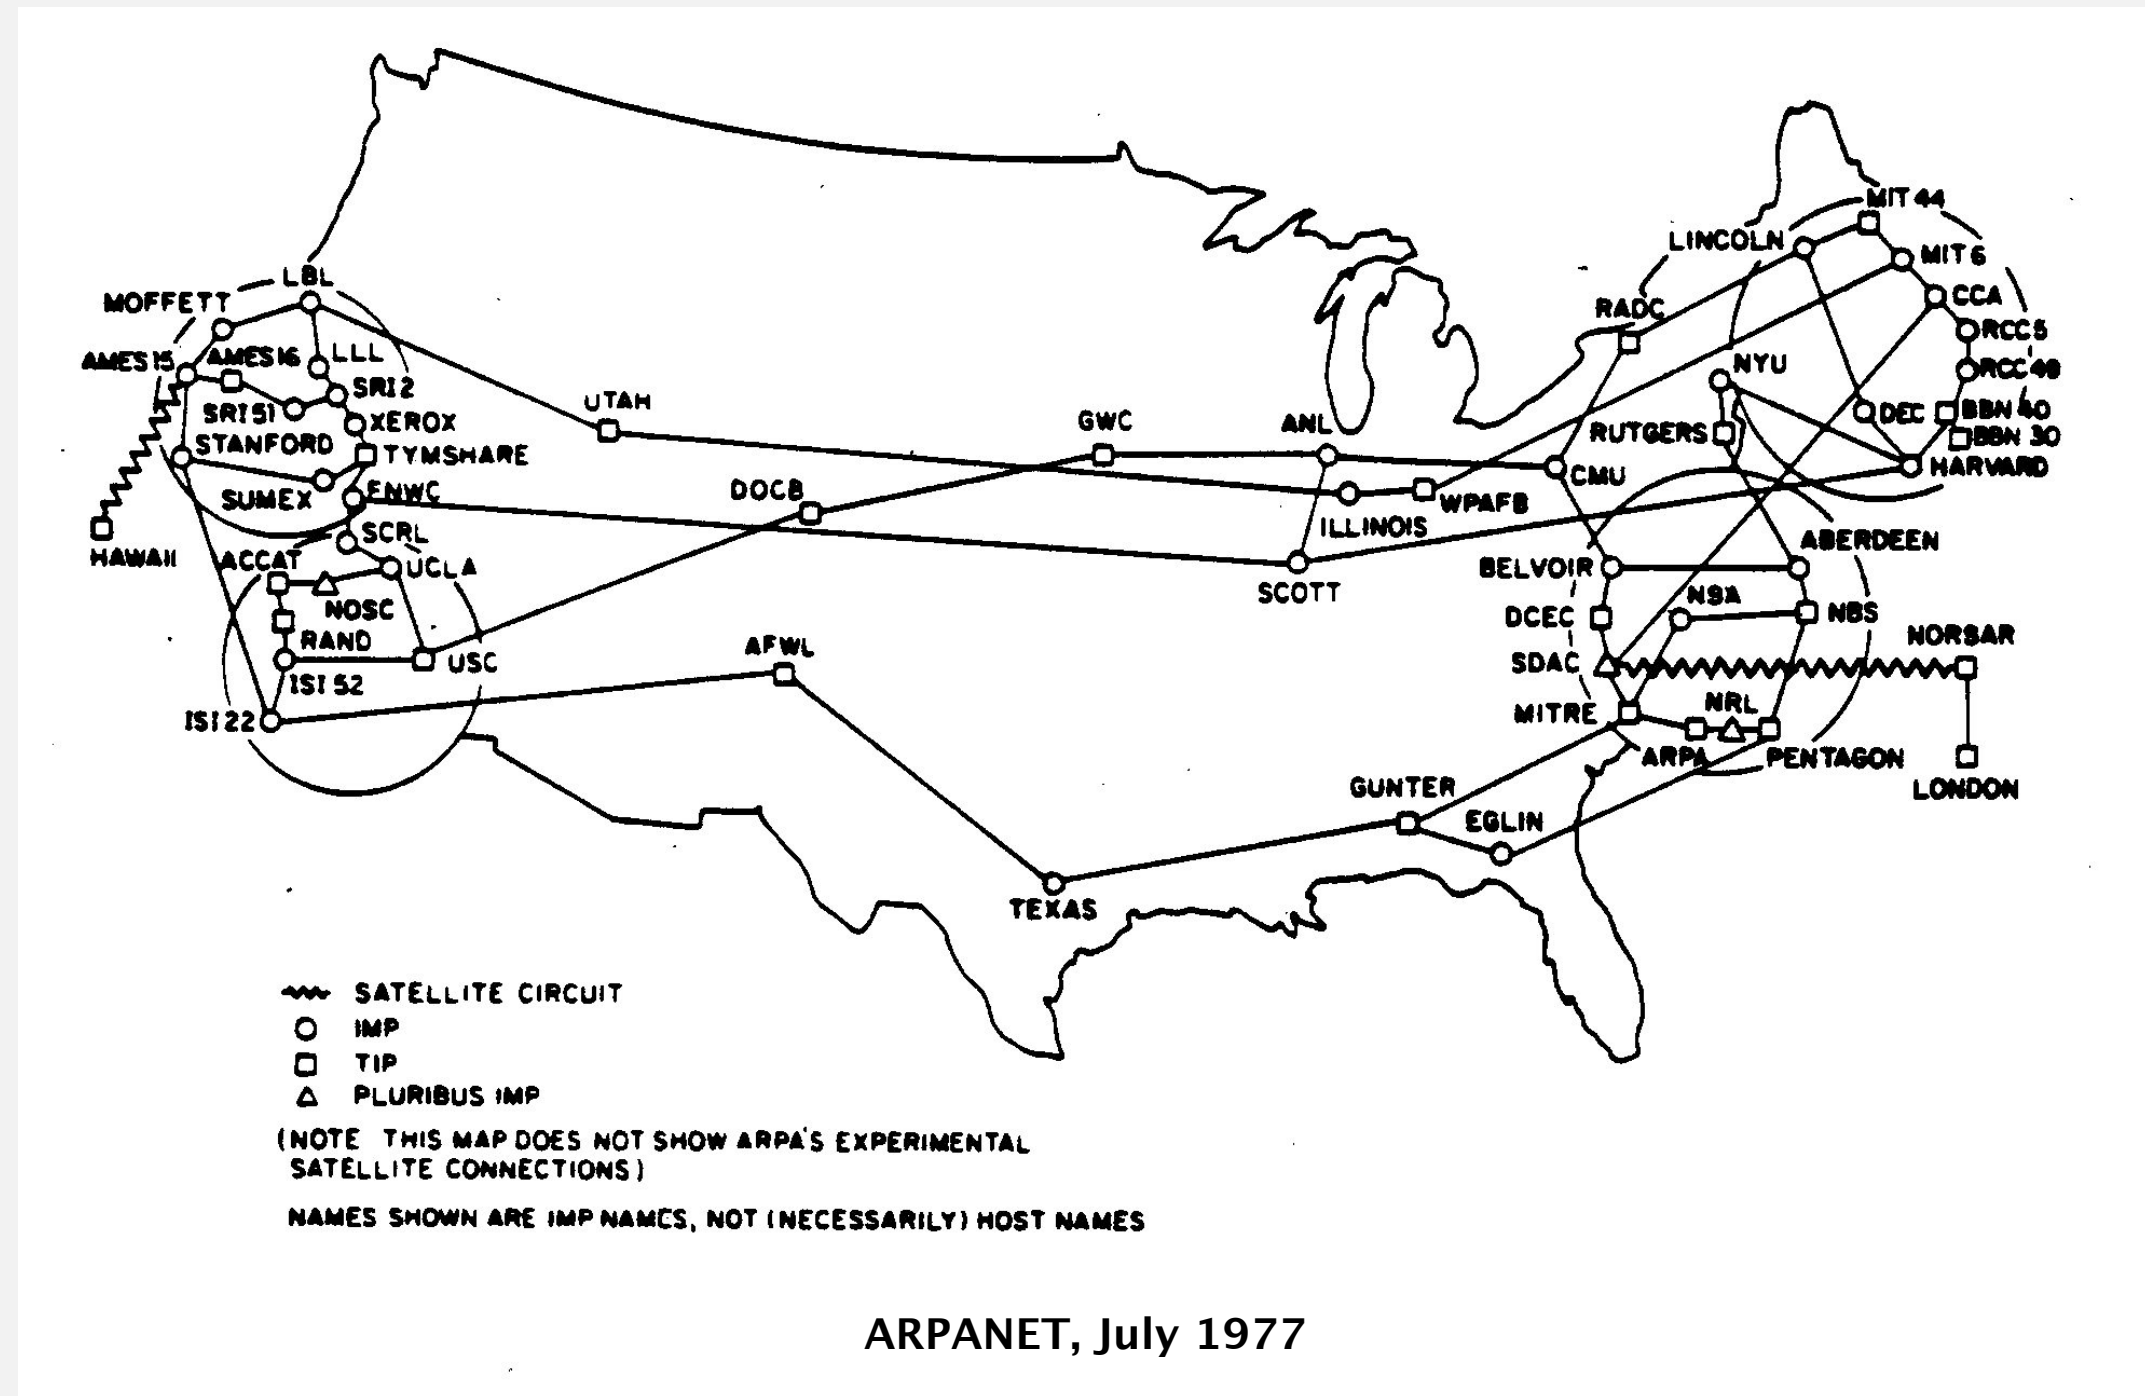 MIT 44
LINCOLN
MIT 6
LBL
MOFFETT
CCA
RADC
RCC 5
AMES 15
AMES 16
LLL
NYU
RCC 49
SRI 2
SRI 51
UTAH
XEROX
GWC
ANL
DEC
BBN 40
STANFORD
TYMSHARE
RUTGERS
BBN 30
HARVARD
SUMEX
FNWC
DOCB
WPAFB
CMU
SCRL
ILLINOIS
HAWAII
ACCAT
UCLA
ABERDEEN
SCOTT
BELVOIR
NOSC
NSA
DCEC
NBS
RAND
USC
AFWL
SDAC
NORSAR
ISI 52
ISI 22
MITRE
NRL
ARPA
PENTAGON
LONDON
GUNTER
EGLIN
TEXAS
SATELLITE CIRCUIT
IMP
TIP
PLURIBUS IMP
(NOTE THIS MAP DOES NOT SHOW ARPA'S EXPERIMENTAL
SATELLITE CONNECTIONS)
NAMES SHOWN ARE IMP NAMES, NOT (NECESSARILY) HOST NAMES
ARPANET, July 1977